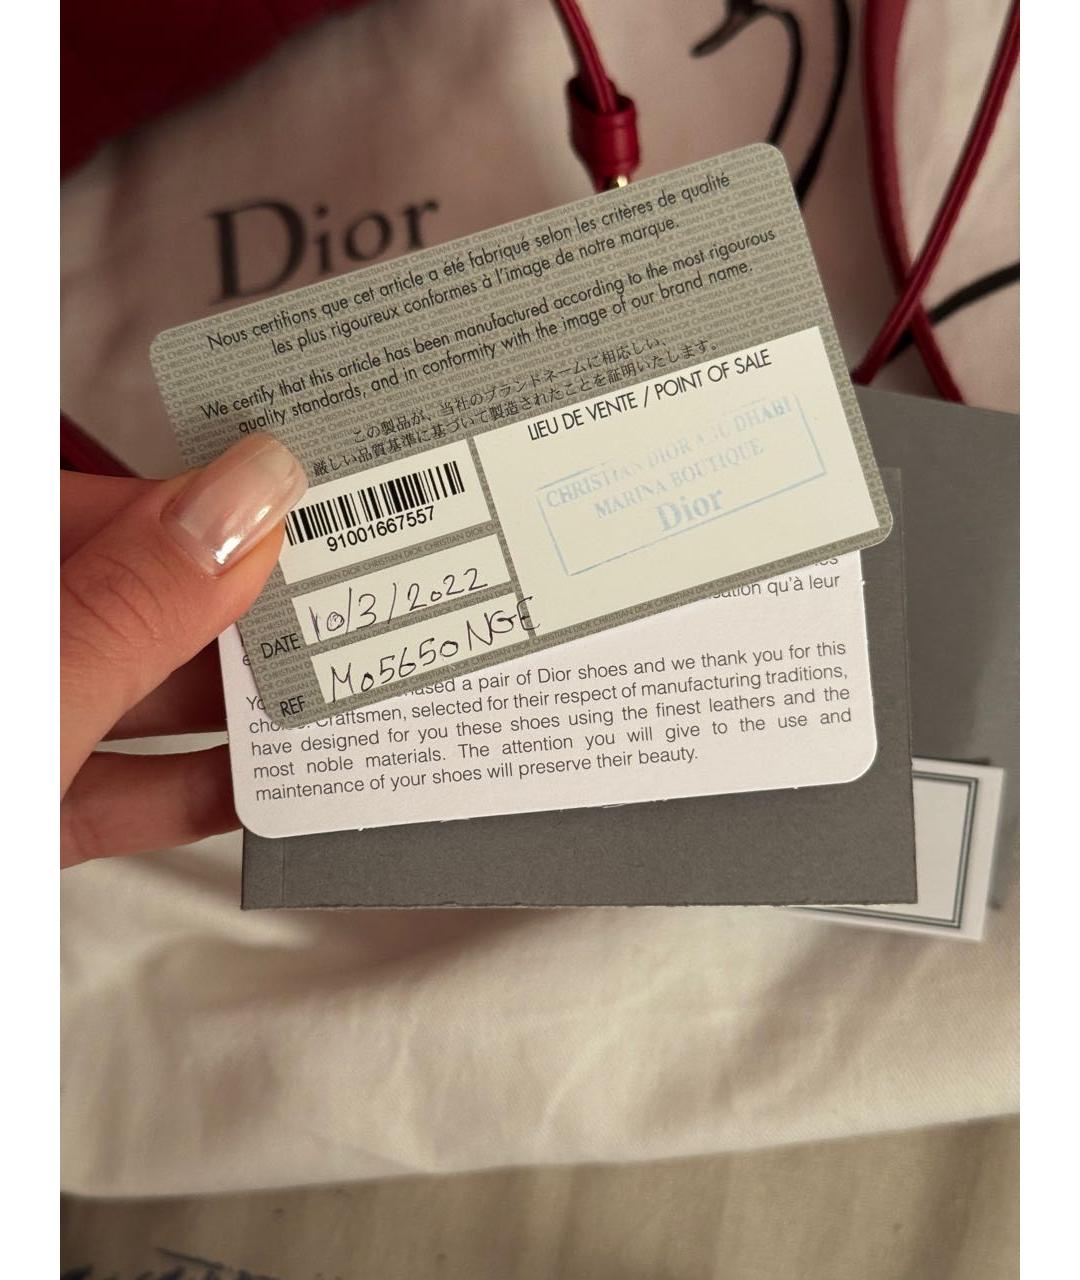 Dior
Nous certifions que cet article a été fabriqué selon les critères de qualité
les plus rigoureux conformes à l'image de notre marque.
We certify that this article has been manufactured according to the most rigourous
quality standards, and in conformity with the image of our brand name.
この製品が、当社のブランドネームに相応しい、
厳しい品質基準に基づいて製造されたことを証明いたします。
LIEU DE VENTE / POINT OF SALE
CHRISTIAN DIOR ABU DHABI
MARINA BOUTIQUE
Dior
91001667557
DATE 10/3/2022
REF M05650NGE
qu'à leur
a pair of Dior shoes and we thank you for this
Craftsmen, selected for their respect of manufacturing traditions,
have designed for you these shoes using the finest leathers and the
most noble materials. The attention you will give to the use and
maintenance of your shoes will preserve their beauty.